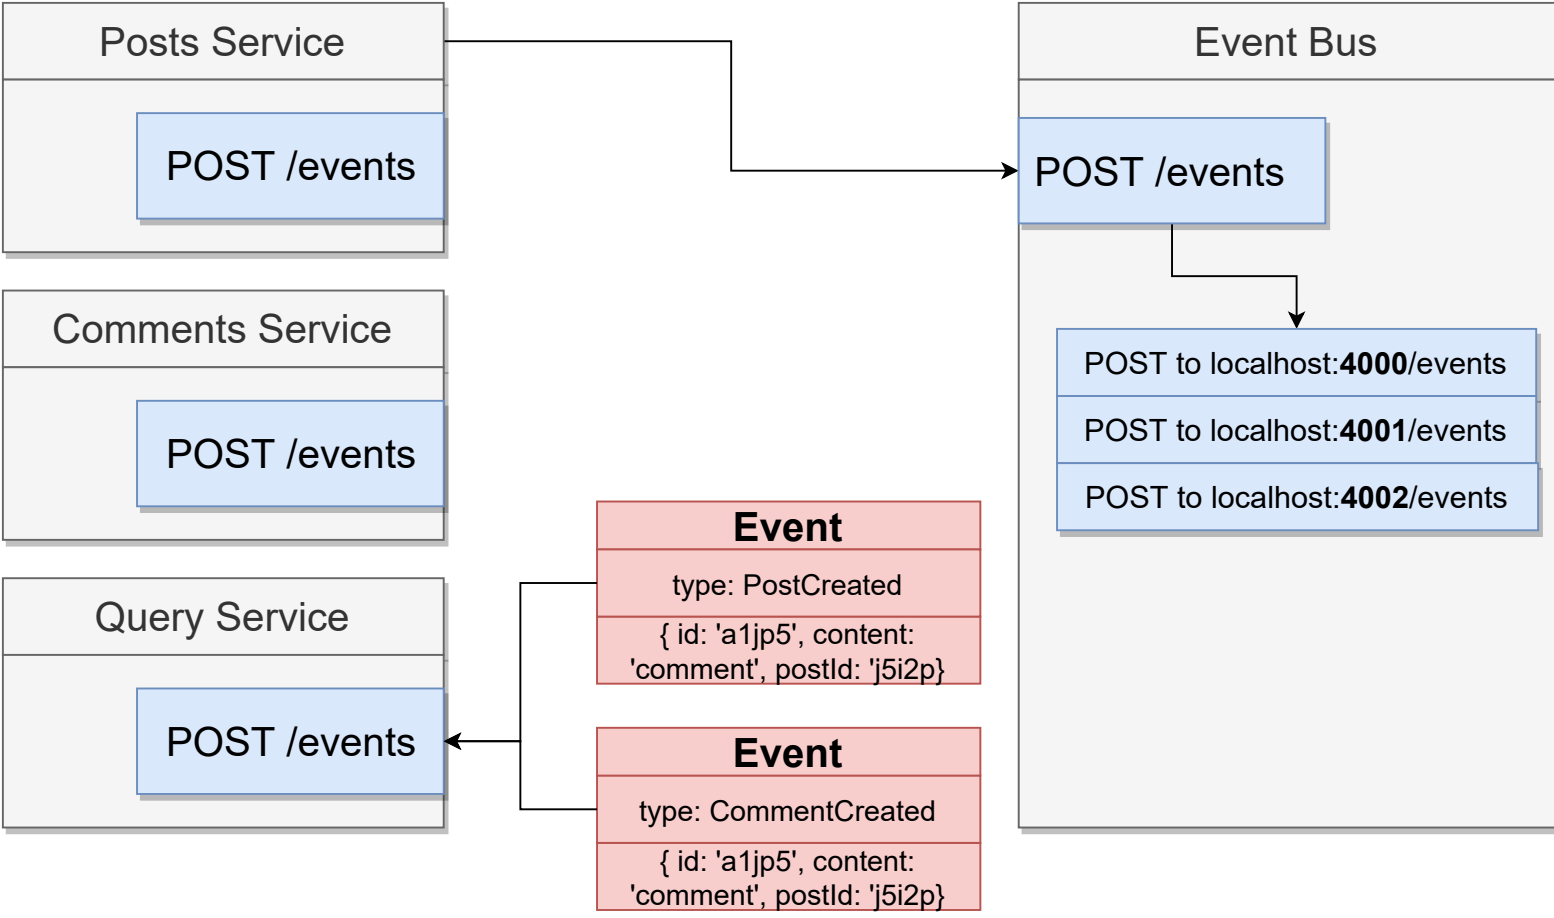 Posts Service
POST /events
Comments Service
POST /events
Query Service
POST /events
Event
type: PostCreated
{ id: 'a1jp5', content:
'comment', postId: 'j5i2p}
Event
type: CommentCreated
{ id: 'a1jp5', content:
'comment', postId: 'j5i2p}
Event Bus
POST /events
POST to localhost:4000/events
POST to localhost:4001/events
POST to localhost:4002/events